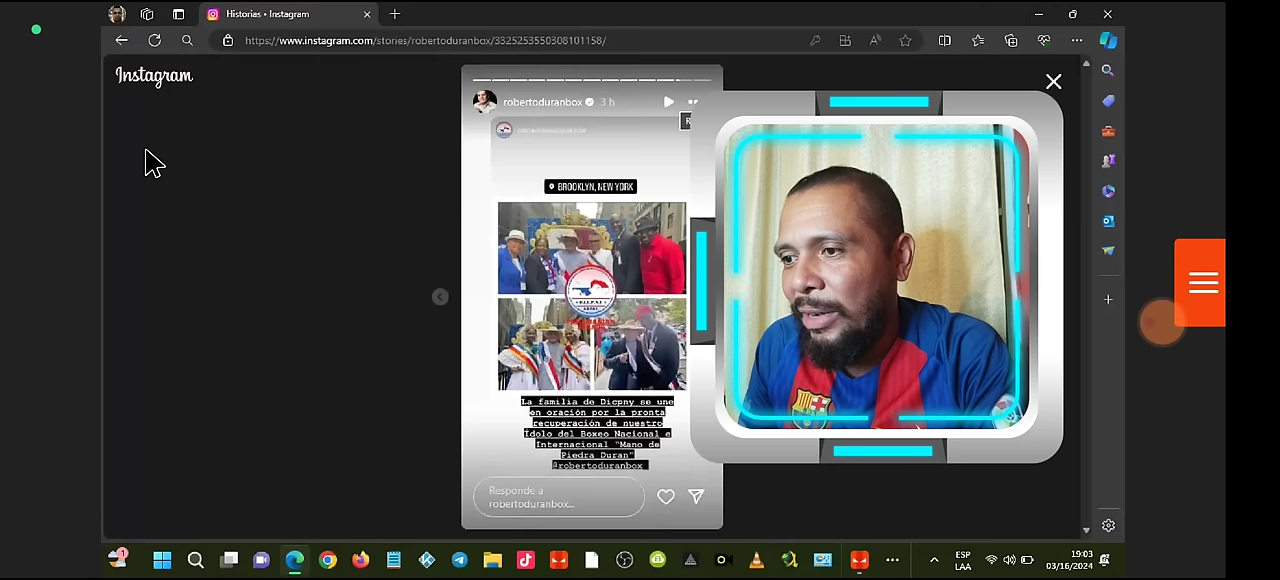 Historias • Instagram
https://www.instagram.com/stories/robertoduranbox/3325253550308101158/
Instagram
robertoduranbox 3 h
BROOKLYN, NEW YORK
La familia de Dicpny se une
en oración por la pronta
recuperación de nuestro
Ídolo del Boxeo Nacional e
Internacional "Mano de
Piedra Duran"
@robertoduranbox
Responde a
robertoduranbox...
ESP
LAA
19:03
03/16/2024